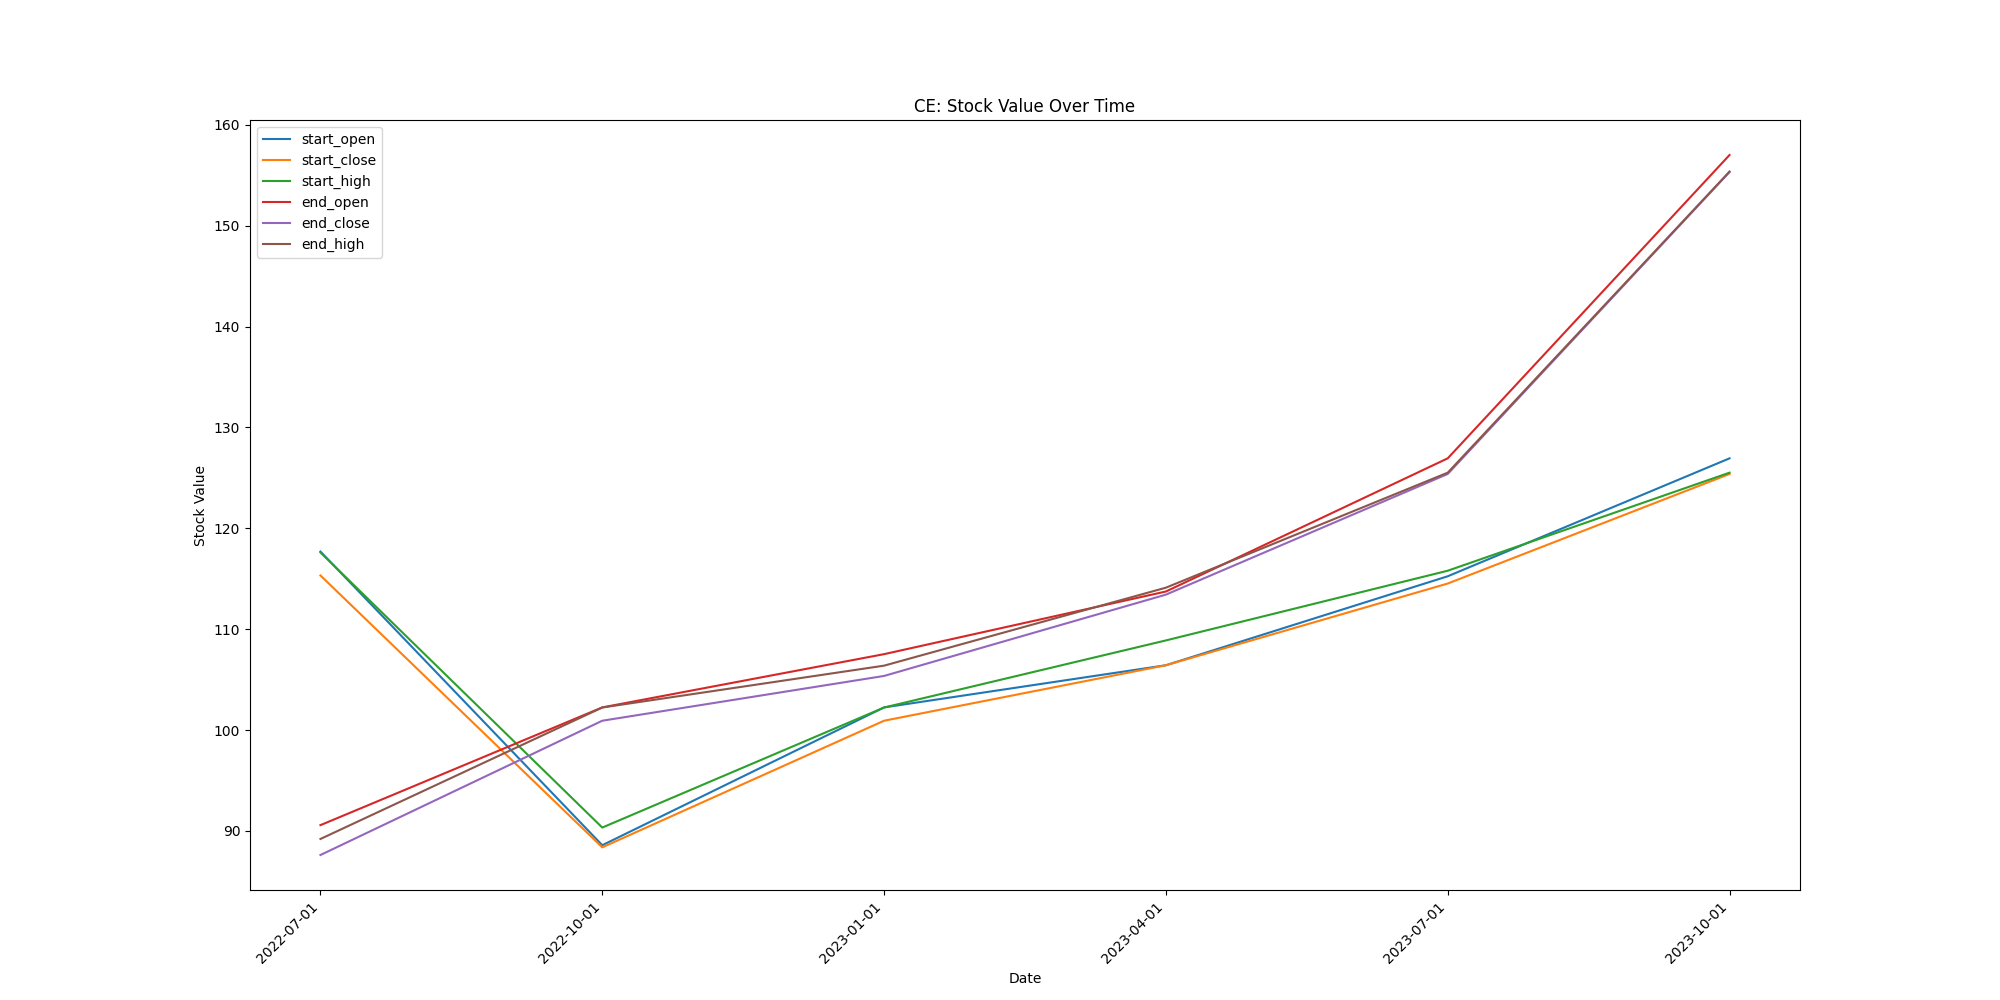 CE: Stock Value Over Time
start_open
start_close
start_high
end_open
end_close
end_high
160
150
140
130
120
110
100
90
Stock Value
2022-07-01
2022-10-01
2023-01-01
2023-04-01
2023-07-01
2023-10-01
Date